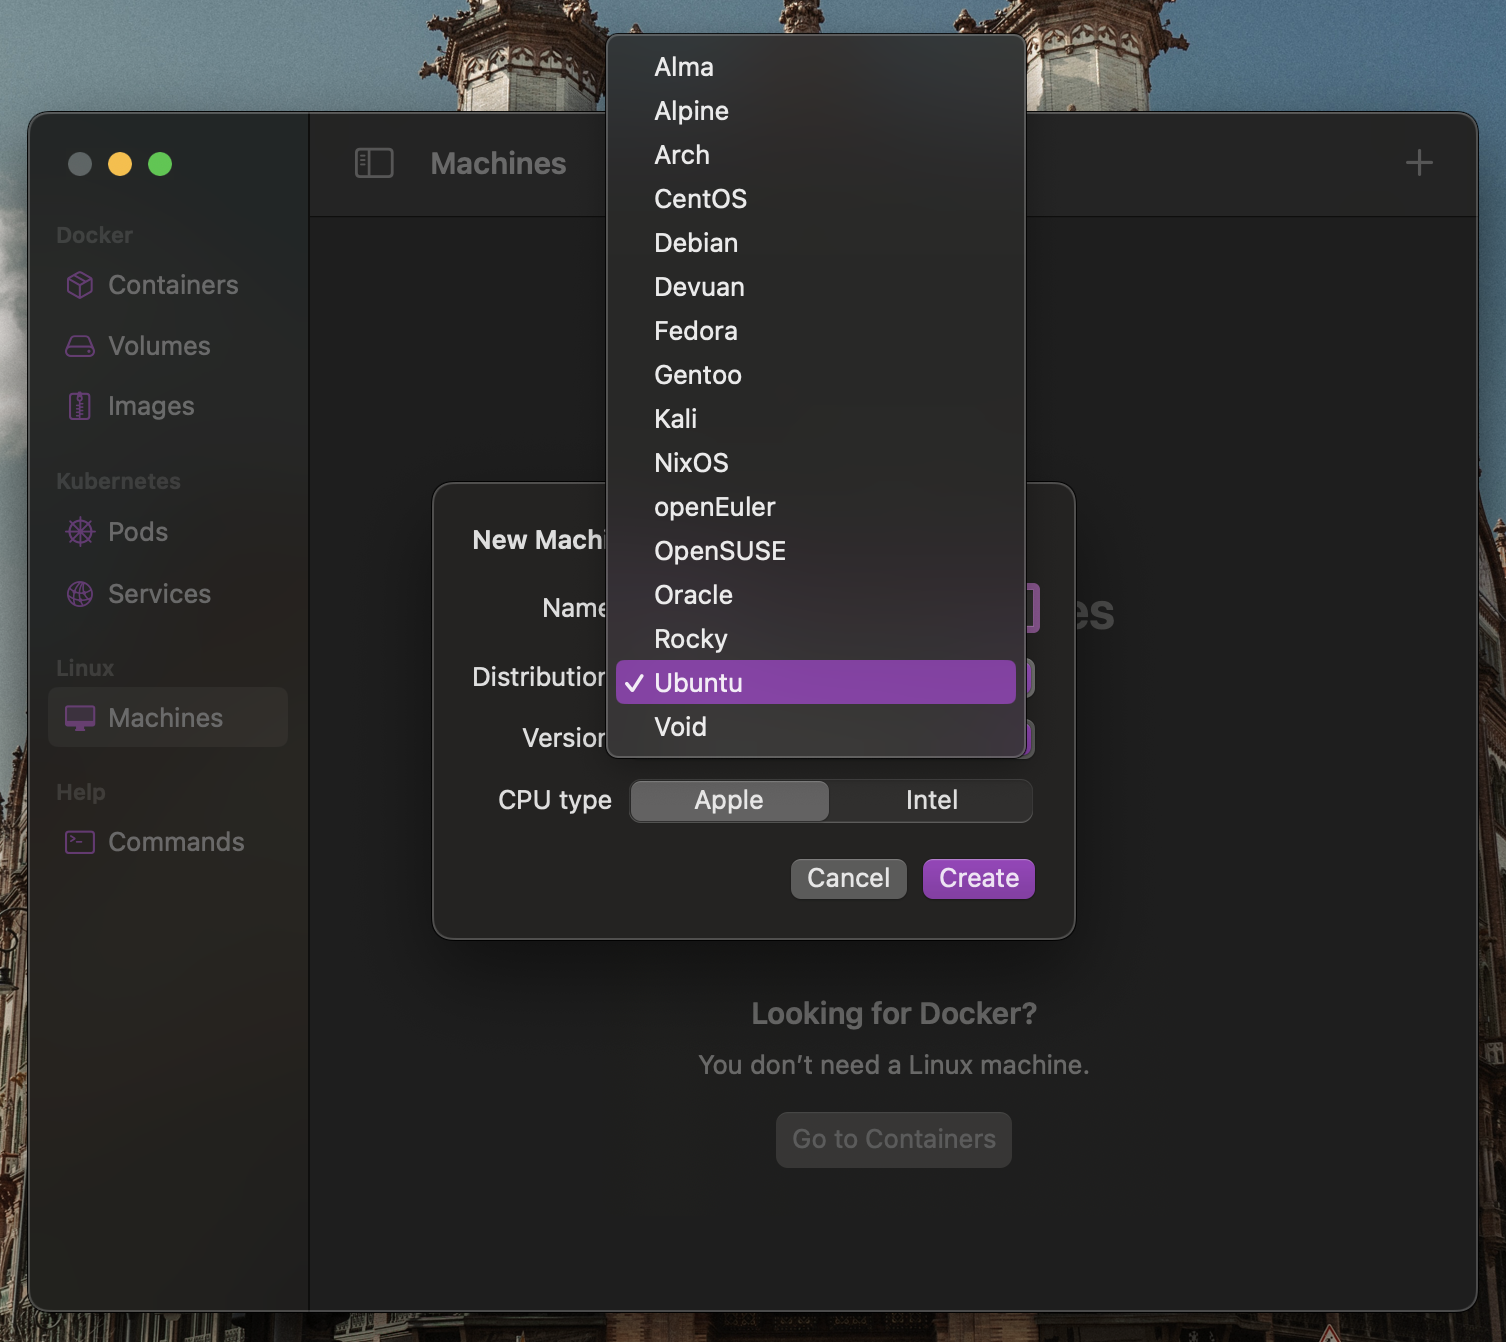 Machines
Docker
Containers
Volumes
Images
Kubernetes
Pods
Services
Linux
Machines
Help
Commands
Alma
Alpine
Arch
CentOS
Debian
Devuan
Fedora
Gentoo
Kali
NixOS
openEuler
OpenSUSE
Oracle
Rocky
✓ Ubuntu
Void
New Machi
Name
Distribution
Version
CPU type
Apple
Intel
Cancel
Create
es
Looking for Docker?
You don’t need a Linux machine.
Go to Containers